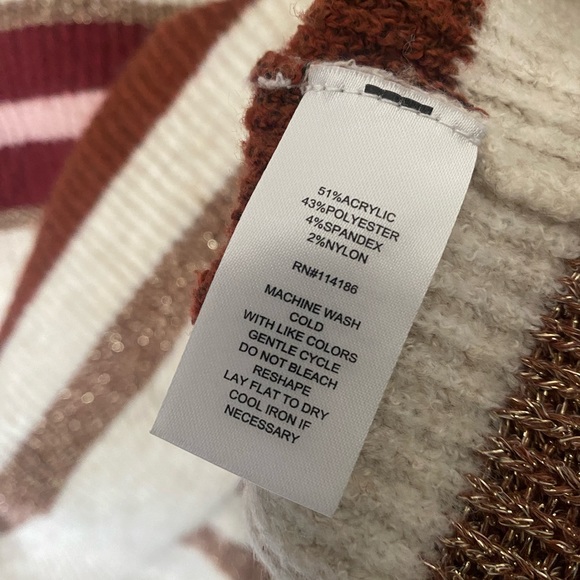 51%ACRYLIC
43%POLYESTER
4%SPANDEX
2%NYLON
RN#114186
MACHINE WASH
COLD
WITH LIKE COLORS
GENTLE CYCLE
DO NOT BLEACH
RESHAPE
LAY FLAT TO DRY
COOL IRON IF
NECESSARY